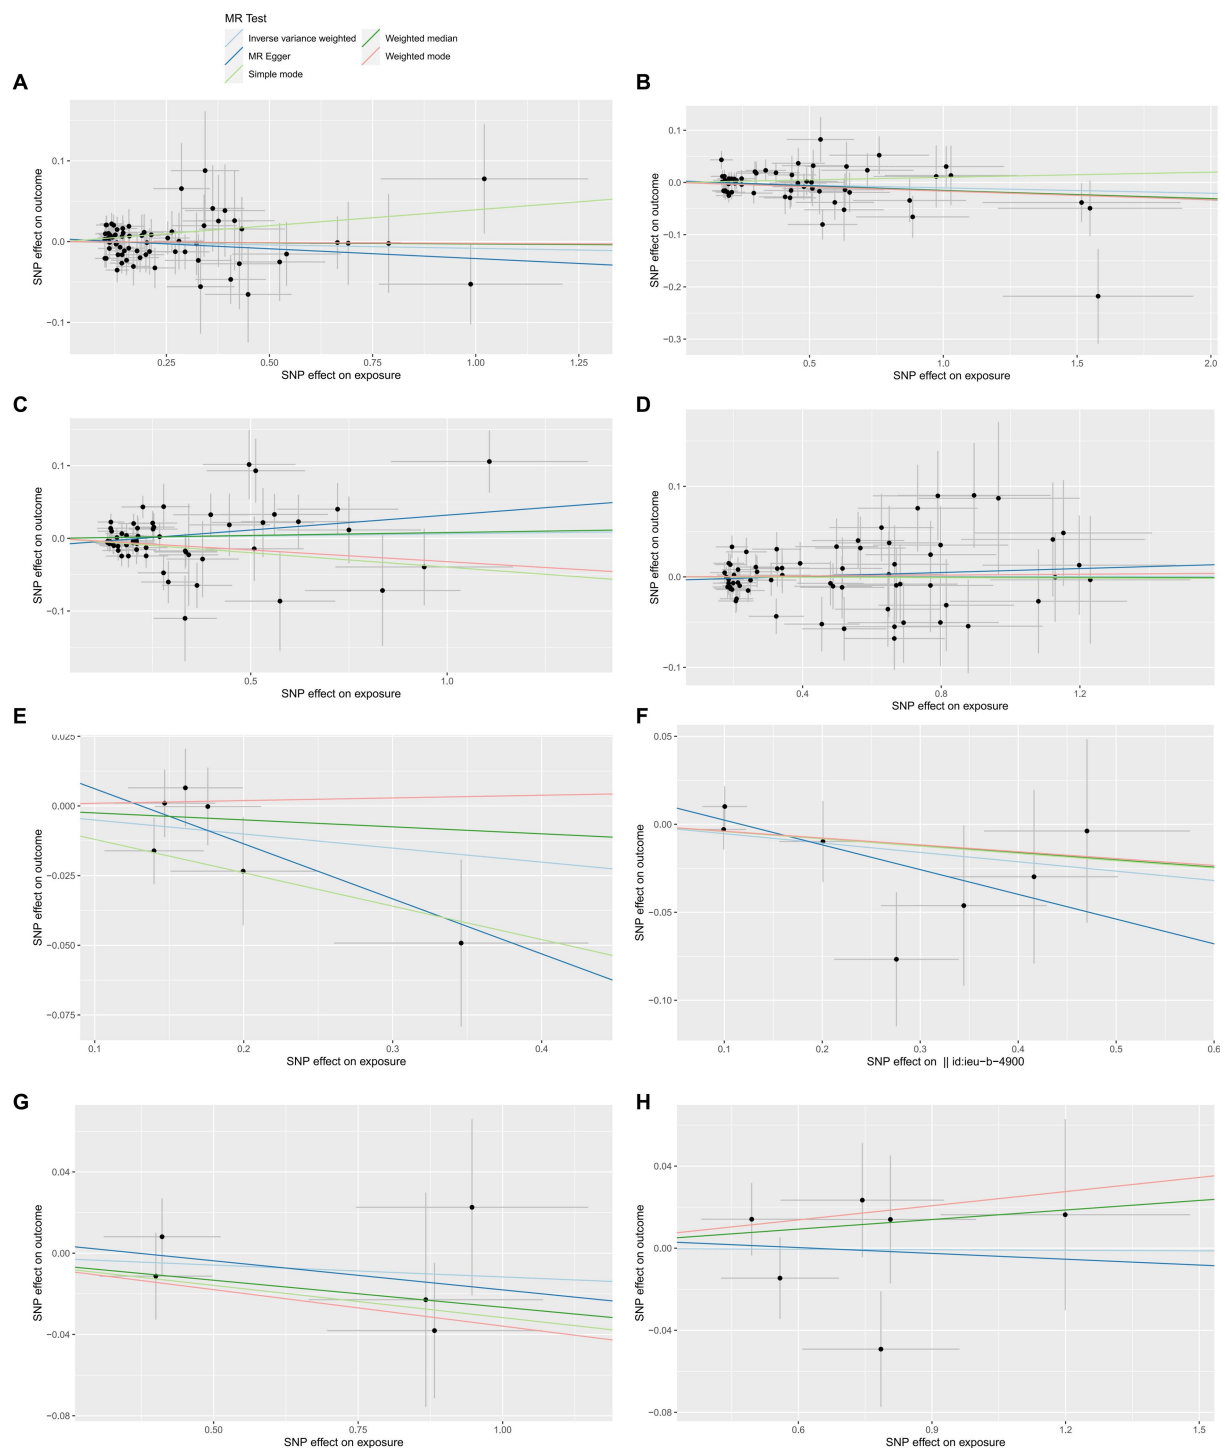 MR Test
Inverse variance weighted
Weighted median
MR Egger
Weighted mode
Simple mode
A
B
SNP effect on outcome
0.1
0.0
−0.1
0.25
0.50
0.75
1.00
1.25
SNP effect on exposure
SNP effect on outcome
0.1
0.0
−0.1
−0.2
−0.3
0.5
1.0
1.5
2.0
SNP effect on exposure
C
D
SNP effect on outcome
0.1
0.0
−0.1
0.5
1.0
SNP effect on exposure
SNP effect on outcome
0.1
0.0
−0.1
0.4
0.8
1.2
SNP effect on exposure
E
F
SNP effect on outcome
0.025
0.000
−0.025
−0.050
−0.075
0.1
0.2
0.3
0.4
SNP effect on exposure
SNP effect on outcome
0.05
0.00
−0.05
−0.10
0.1
0.2
0.3
0.4
0.5
0.6
SNP effect on || id:ieu−b−4900
G
H
SNP effect on outcome
0.04
0.00
−0.04
−0.08
0.50
0.75
1.00
SNP effect on exposure
SNP effect on outcome
0.04
0.00
−0.04
−0.08
0.6
0.9
1.2
1.5
SNP effect on exposure